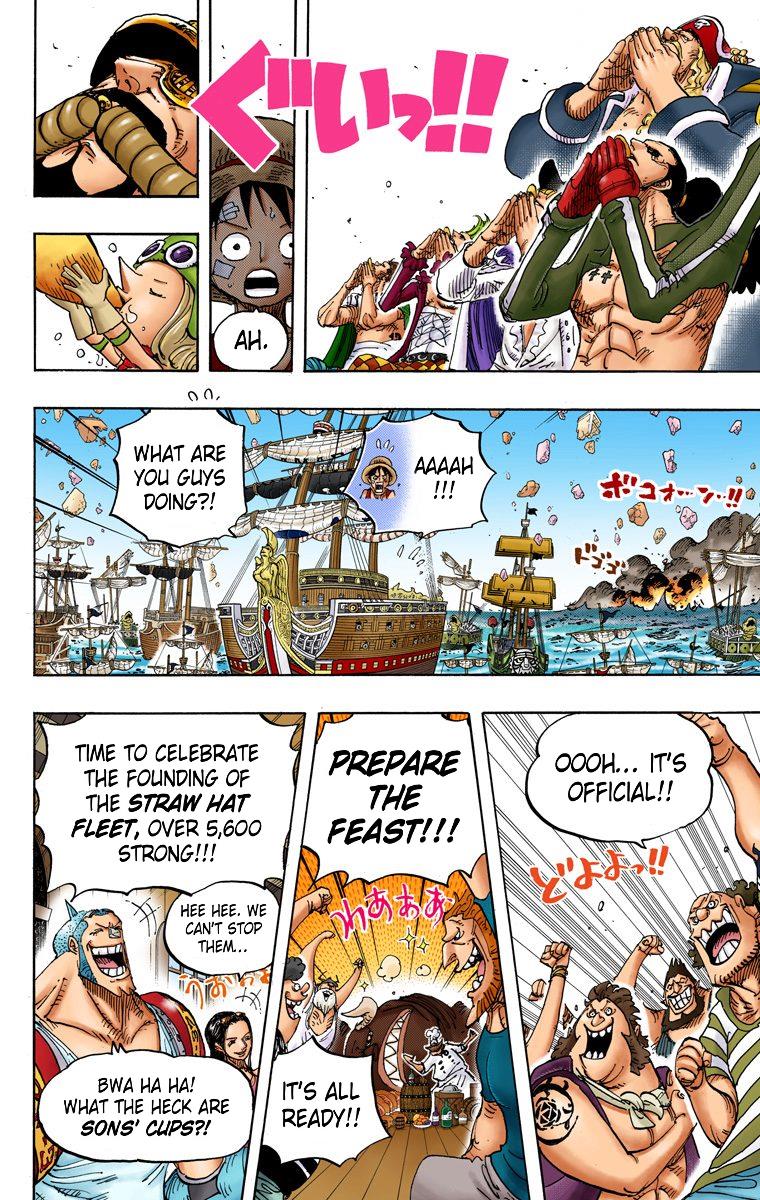 ぐいっ!!
AH.
AAAAH
!!!
WHAT ARE
YOU GUYS
DOING?!
ボコオ…ン…!!
ドゴゴ
OOOH... IT'S
OFFICIAL!!
どよよっ!!
PREPARE
THE
FEAST!!!
わあああ
IT'S ALL
READY!!
TIME TO CELEBRATE
THE FOUNDING OF
THE STRAW HAT
FLEET, OVER 5,600
STRONG!!!
HEE HEE. WE
CAN'T STOP
THEM...
BWA HA HA!
WHAT THE HECK ARE
SONS' CUPS?!